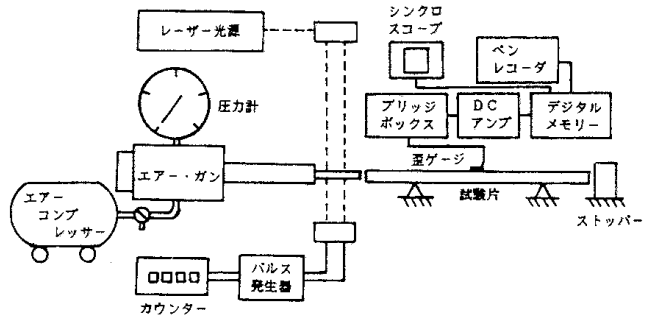 レーザー光源
シンクロ
スコープ
ペン
レコーダ
圧力計
ブリッジ
ボックス
DC
アンプ
デジタル
メモリー
歪ゲージ
エアー・ガン
エアー
コンプ
レッサー
試験片
ストッパー
パルス
発生器
カウンター